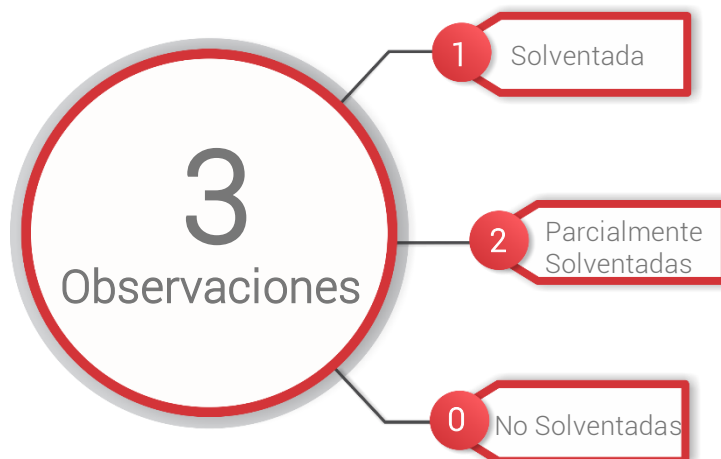 3
Observaciones
1
Solventada
2
Parcialmente
Solventadas
0
No Solventadas